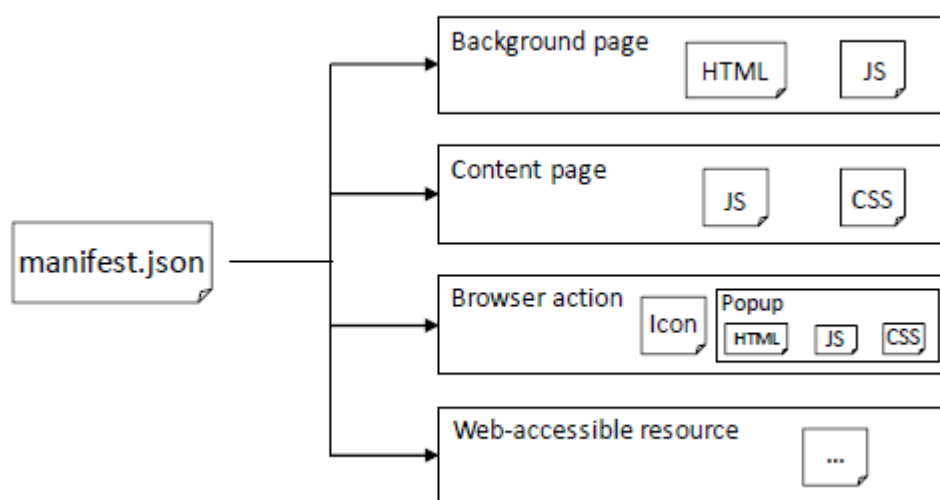 Background page
HTML
JS
Content page
JS
CSS
manifest.json
Browser action
Icon
Popup
HTML
JS
CSS
Web-accessible resource
...